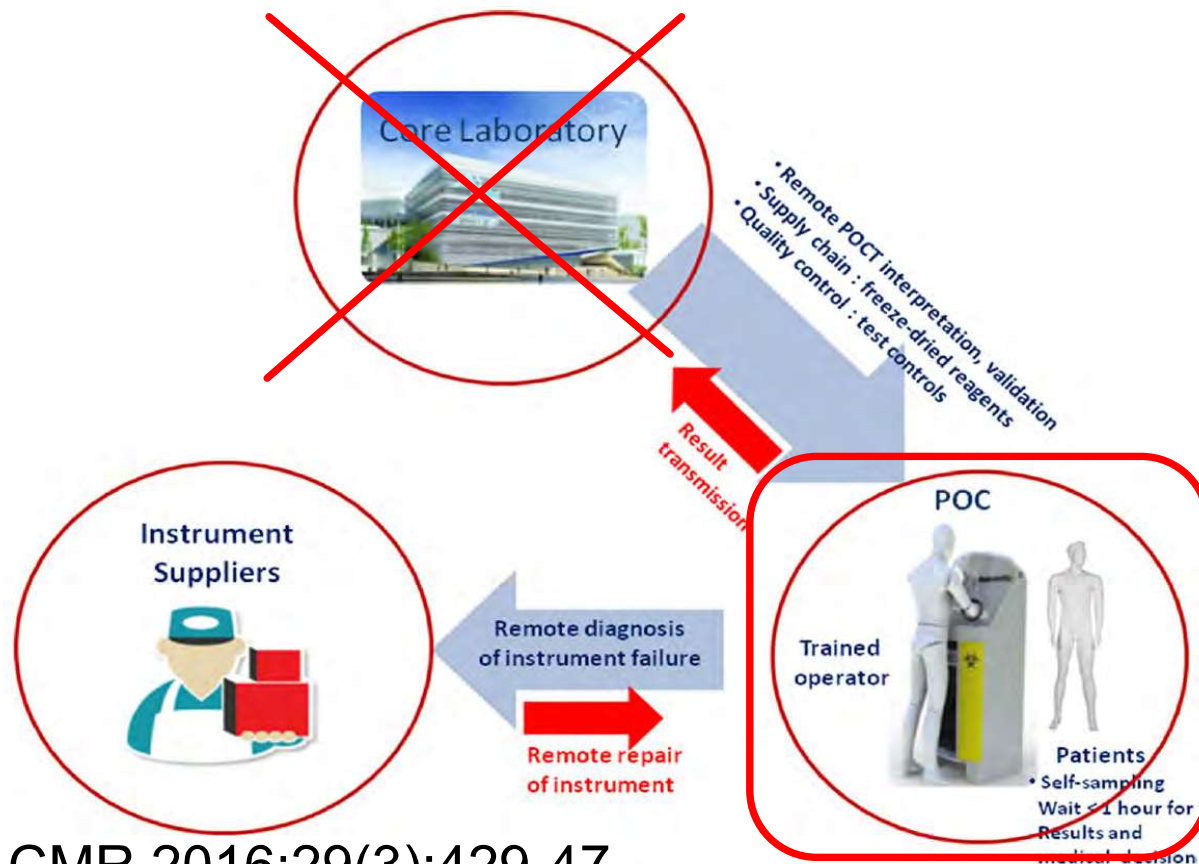 Core Laboratory
• Remote POCT interpretation, validation
• Supply chain : freeze-dried reagents
• Quality control : test controls
Result
transmission
POC
Trained
operator
Patients
• Self-sampling
Wait < 1 hour for
Results and
medical decision
Instrument
Suppliers
Remote diagnosis
of instrument failure
Remote repair
of instrument
CMR 2016;29(3):429-47